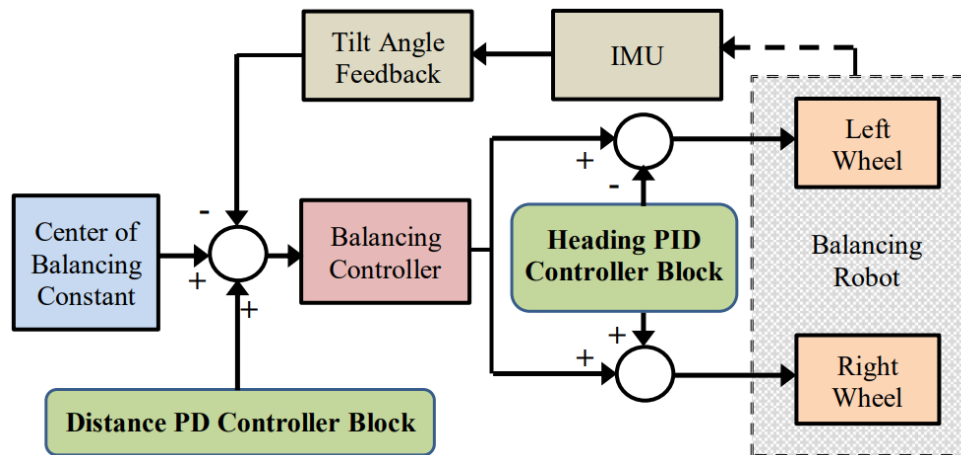 Tilt Angle
Feedback
IMU
Left
Wheel
+
-
-
Center of
Balancing
Constant
Balancing
Controller
Heading PID
Controller Block
Balancing
Robot
+
+
+
+
Right
Wheel
Distance PD Controller Block